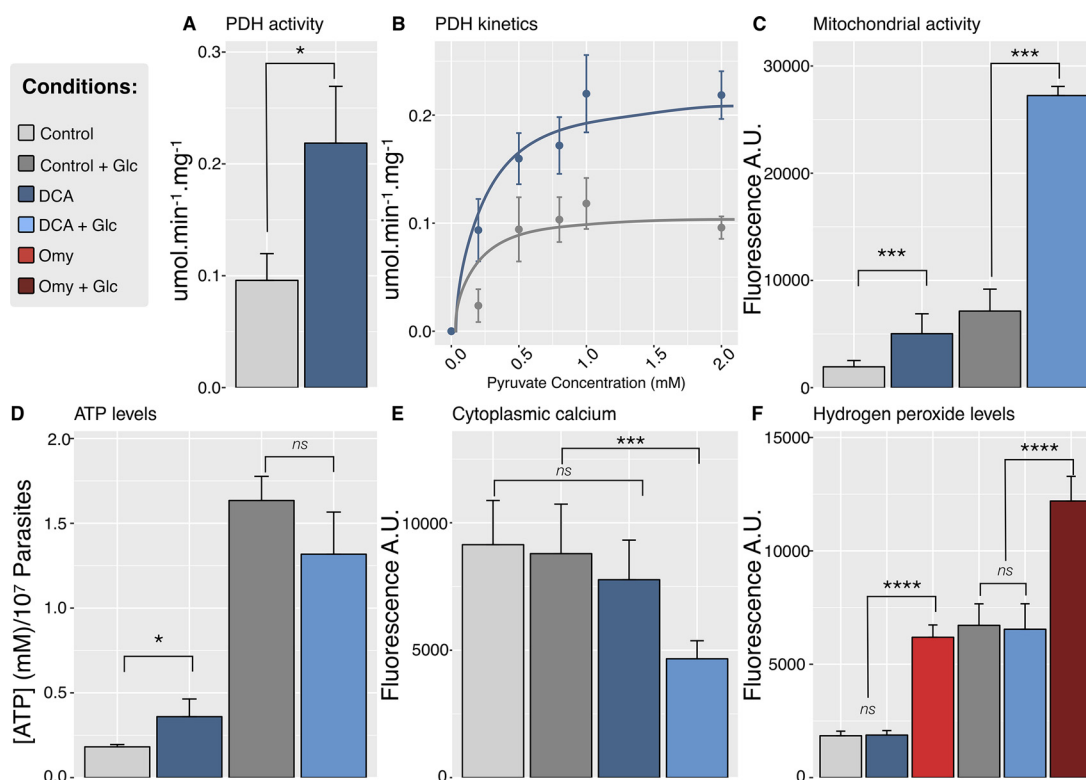 A PDH activity
B PDH kinetics
C Mitochondrial activity
Conditions:
Control
Control + Glc
DCA
DCA + Glc
Omy
Omy + Glc
umol.min⁻¹.mg⁻¹
0.3
0.2
0.1
0.0
*
umol.min⁻¹.mg⁻¹
0.2
0.1
0.0
0.0 0.5 1.0 1.5 2.0
Pyruvate Concentration (mM)
Fluorescence A.U.
30000
20000
10000
0
***
***
D ATP levels
E Cytoplasmic calcium
F Hydrogen peroxide levels
[ATP] (mM)/10⁷ Parasites
2.0
1.5
1.0
0.5
0.0
*
ns
Fluorescence A.U.
10000
5000
0
***
ns
Fluorescence A.U.
15000
10000
5000
0
****
ns
****
ns